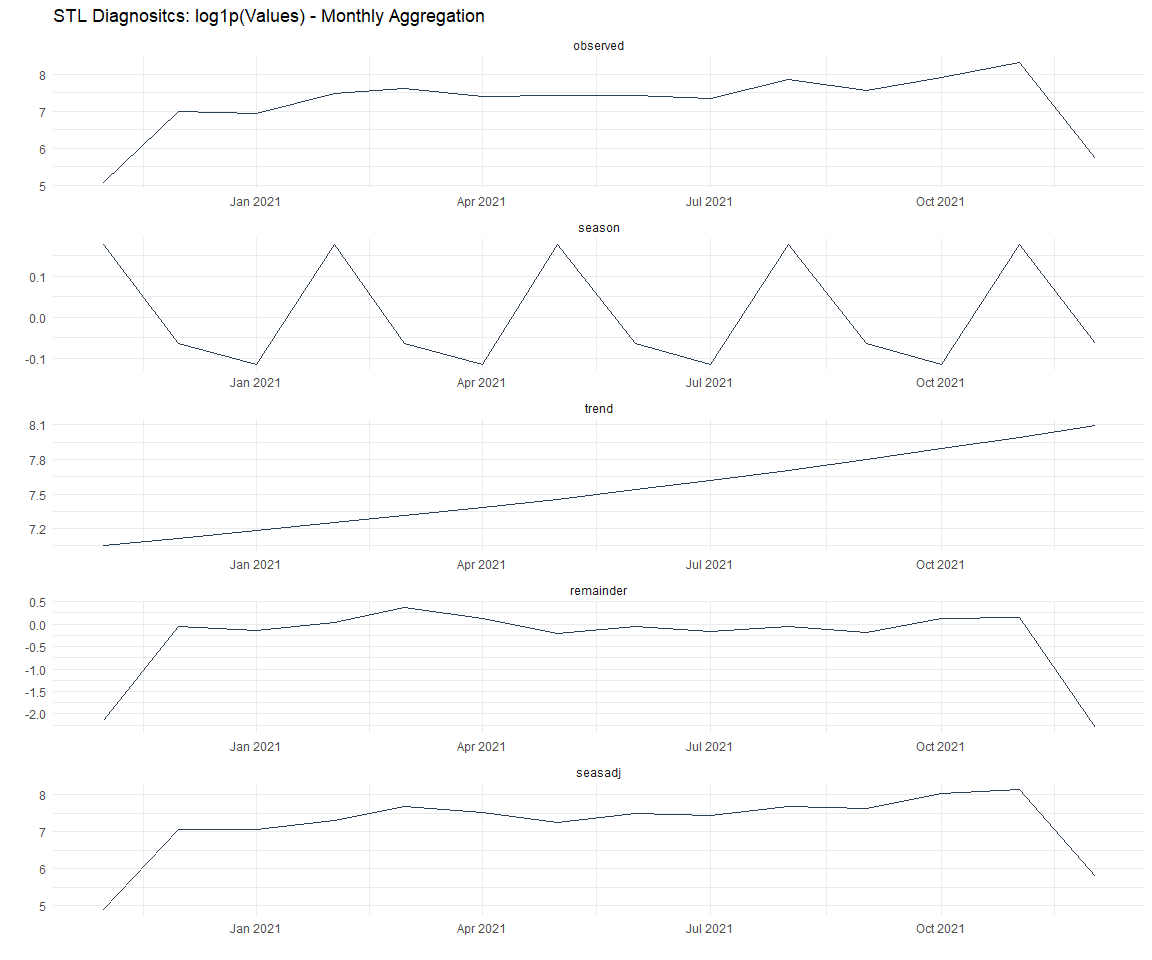 STL Diagnositcs: log1p(Values) - Monthly Aggregation
observed
8
7
6
5
Jan 2021 Apr 2021 Jul 2021 Oct 2021
season
0.1
0.0
-0.1
Jan 2021 Apr 2021 Jul 2021 Oct 2021
trend
8.1
7.8
7.5
7.2
Jan 2021 Apr 2021 Jul 2021 Oct 2021
remainder
0.5
0.0
-0.5
-1.0
-1.5
-2.0
Jan 2021 Apr 2021 Jul 2021 Oct 2021
seasadj
8
7
6
5
Jan 2021 Apr 2021 Jul 2021 Oct 2021